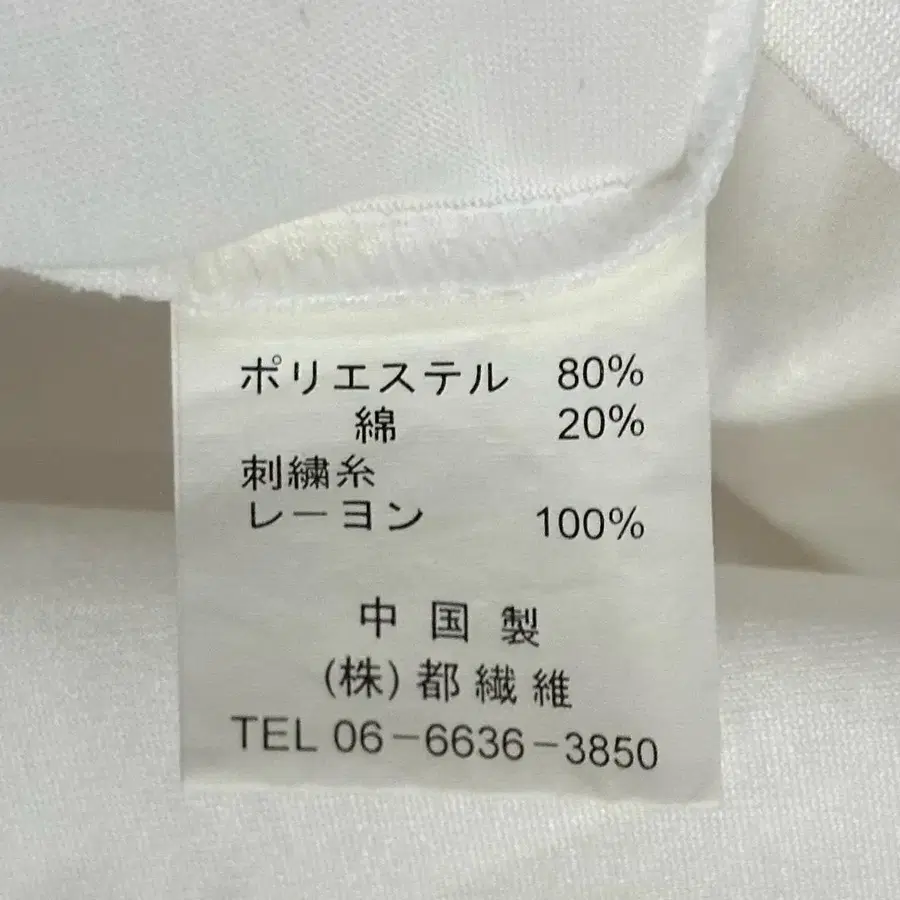 ポリエステル 80%
綿 20%
刺繍糸
レーヨン 100%
中国製
(株)都繊維
TEL 06-6636-3850